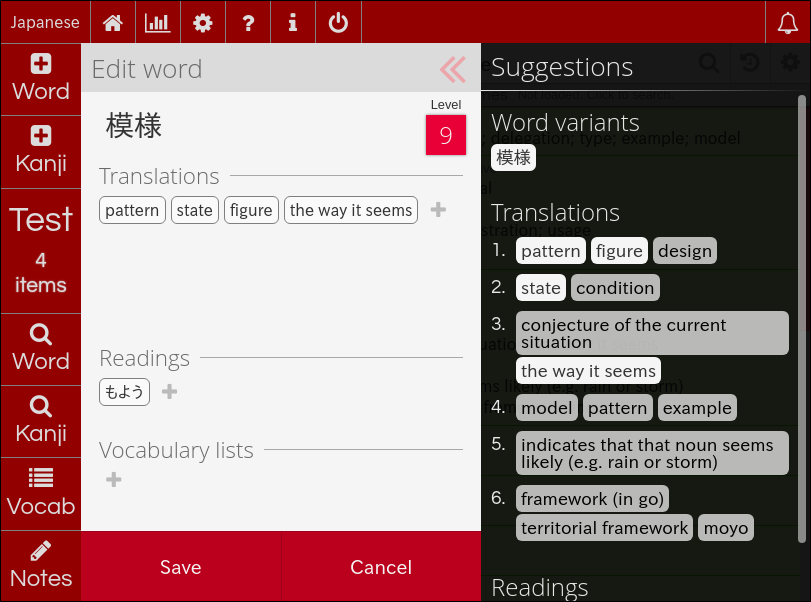 Japanese
Word
Kanji
Test
4
items
Word
Kanji
Vocab
Notes
Edit word
模様
Level
9
Translations
pattern state figure the way it seems
Readings
もよう
Vocabulary lists
Save Cancel
Suggestions
Word variants
模様
Translations
1. pattern figure design
2. state condition
3. conjecture of the current
situation
the way it seems
4. model pattern example
5. indicates that that noun seems
likely (e.g. rain or storm)
6. framework (in go)
territorial framework moyo
Readings